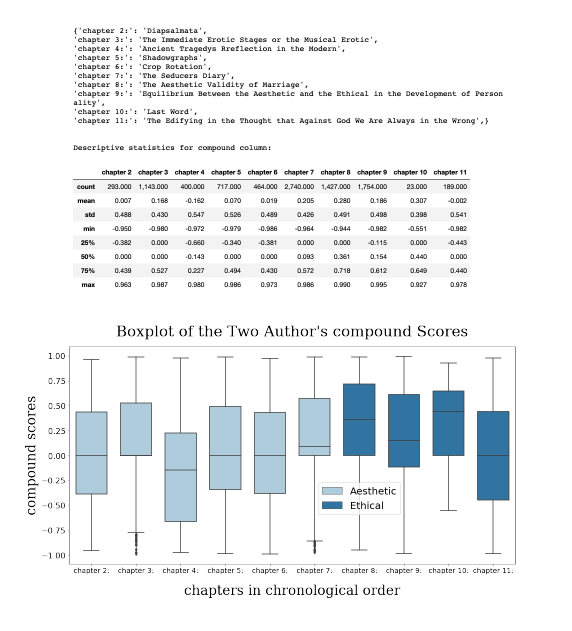 {'chapter 2:': 'Diapsalmata',
'chapter 3:': 'The Immediate Erotic Stages or the Musical Erotic',
'chapter 4:': 'Ancient Tragedys Rreflection in the Modern',
'chapter 5:': 'Shadowgraphs',
'chapter 6:': 'Crop Rotation',
'chapter 7:': 'The Seducers Diary',
'chapter 8:': 'The Aesthetic Validity of Marriage',
'chapter 9:': 'Equilibrium Between the Aesthetic and the Ethical in the Development of Person
ality',
'chapter 10:': 'Last Word',
'chapter 11:': 'The Edifying in the Thought that Against God We Are Always in the Wrong',}
Descriptive statistics for compound column:
chapter 2 chapter 3 chapter 4 chapter 5 chapter 6 chapter 7 chapter 8 chapter 9 chapter 10 chapter 11
count 293.000 1,143.000 400.000 717.000 464.000 2,740.000 1,427.000 1,754.000 23.000 189.000
mean 0.007 0.168 -0.162 0.070 0.019 0.205 0.280 0.186 0.307 -0.002
std 0.488 0.430 0.547 0.526 0.489 0.426 0.491 0.498 0.398 0.541
min -0.950 -0.980 -0.972 -0.979 -0.986 -0.964 -0.944 -0.982 -0.551 -0.982
25% -0.382 0.000 -0.660 -0.340 -0.381 0.000 0.000 -0.115 0.000 -0.443
50% 0.000 0.000 -0.143 0.000 0.000 0.093 0.361 0.154 0.440 0.000
75% 0.439 0.527 0.227 0.494 0.430 0.572 0.718 0.612 0.649 0.440
max 0.963 0.987 0.980 0.986 0.973 0.986 0.990 0.995 0.927 0.978
Boxplot of the Two Author's compound Scores
compound scores
1.00
0.75
0.50
0.25
0.00
−0.25
−0.50
−0.75
−1.00
Aesthetic
Ethical
chapter 2: chapter 3: chapter 4: chapter 5: chapter 6: chapter 7: chapter 8: chapter 9: chapter 10: chapter 11:
chapters in chronological order